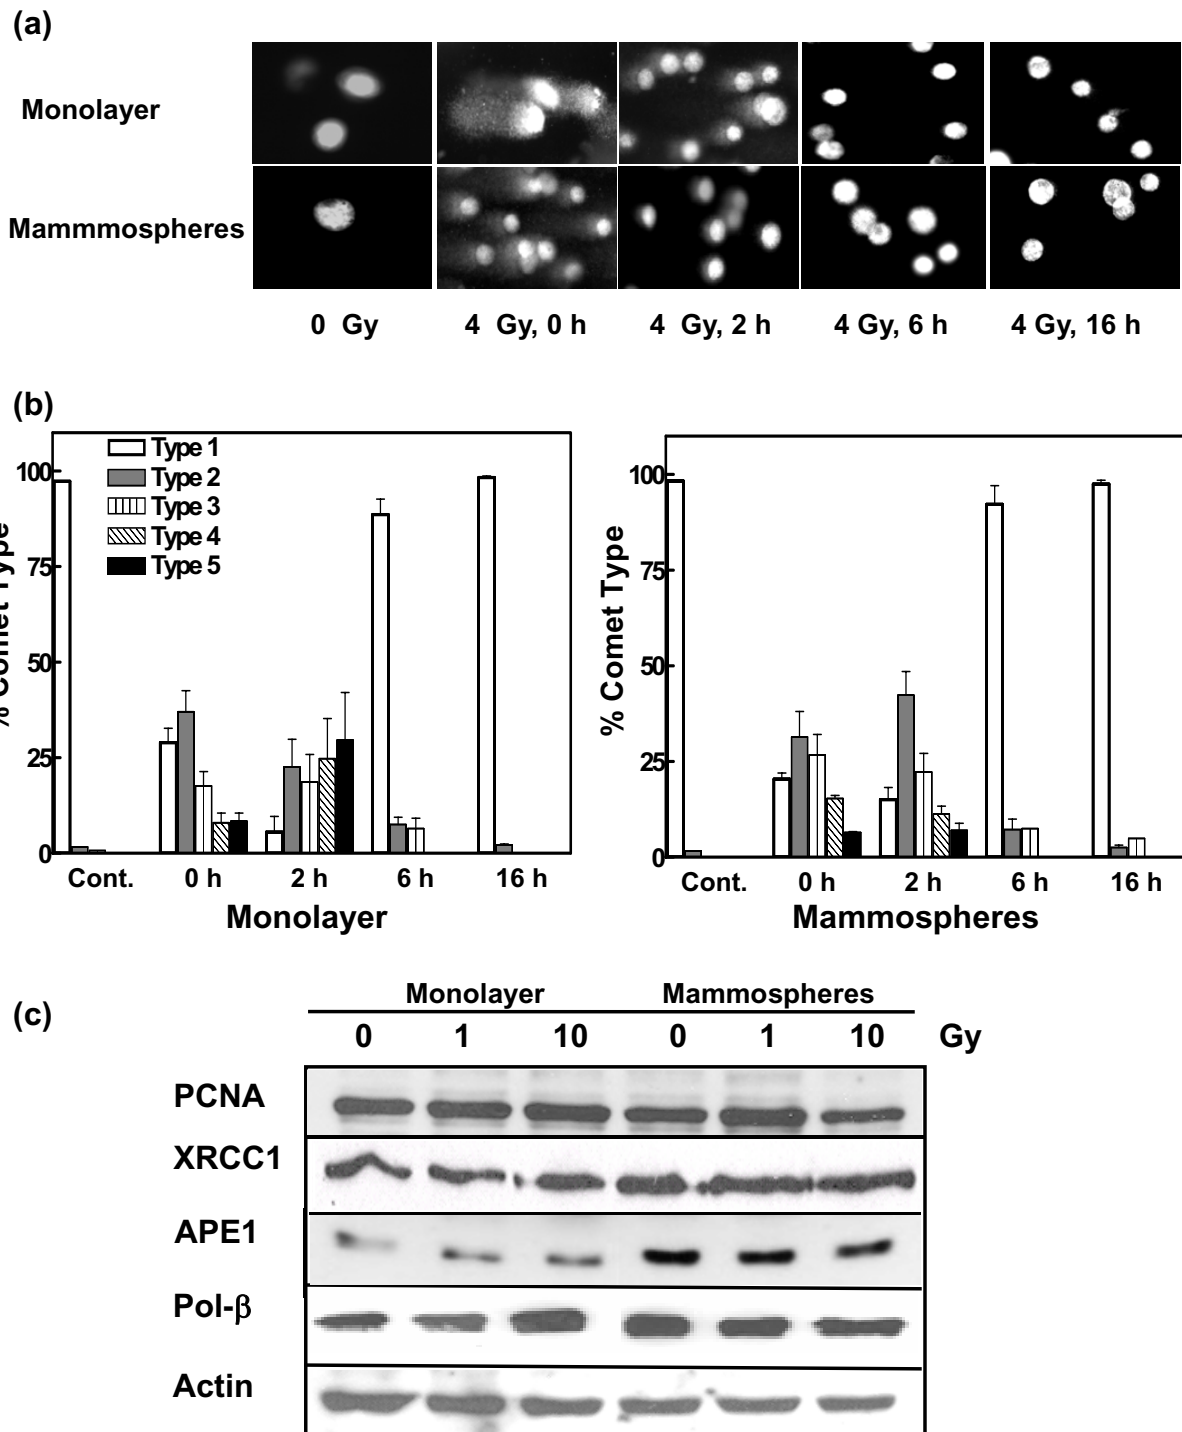 (a)
Monolayer
Mammmospheres
0 Gy
4 Gy, 0 h
4 Gy, 2 h
4 Gy, 6 h
4 Gy, 16 h
(b)
% Comet Type
100
75
50
25
0
Type 1
Type 2
Type 3
Type 4
Type 5
Cont.
0 h
2 h
6 h
16 h
Monolayer
% Comet Type
100
75
50
25
0
Cont.
0 h
2 h
6 h
16 h
Mammospheres
(c)
Monolayer
Mammospheres
0 1 10 0 1 10 Gy
PCNA
XRCC1
APE1
Pol-β
Actin